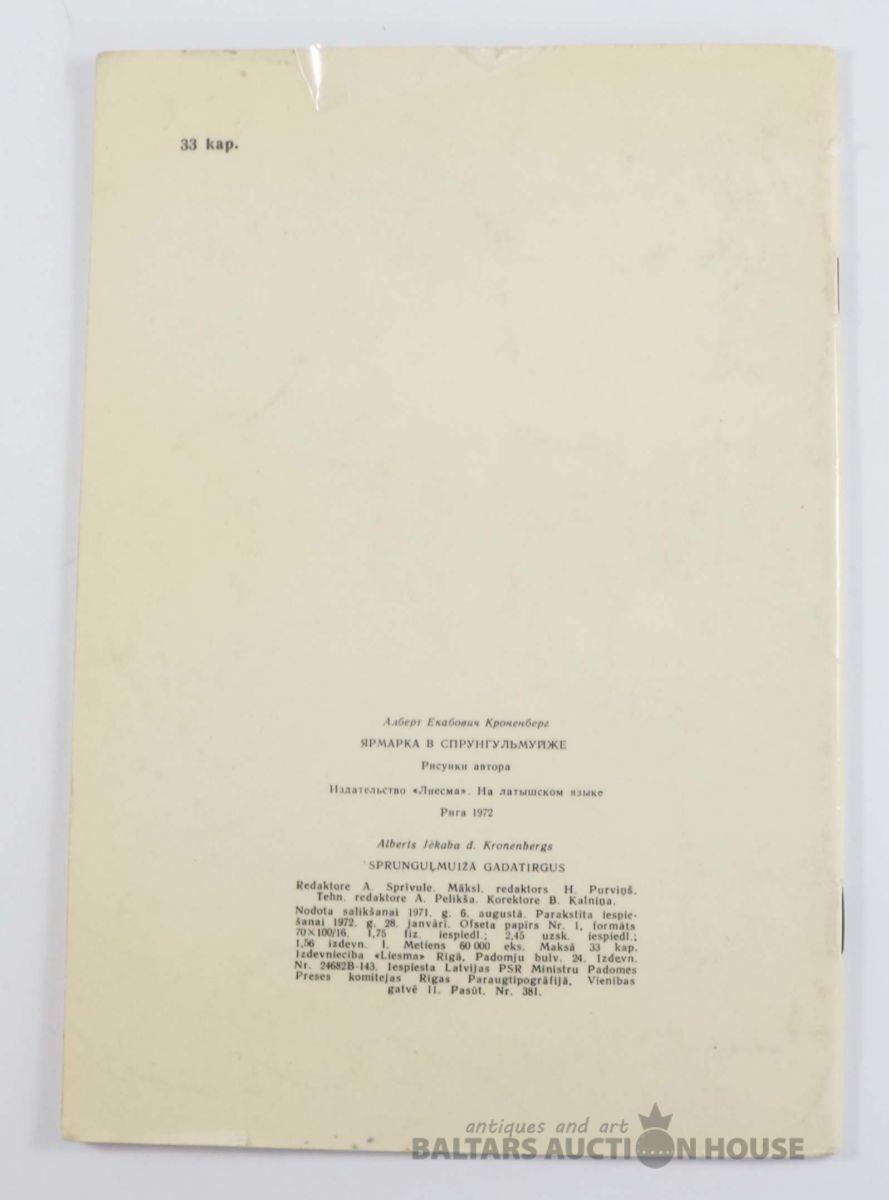 33 kap.
Алберт Екабович Кроненберг
ЯРМАРКА В СПРУНГУЛЬМУЙЖЕ
Рисунки автора
Издательство «Лиесма». На латышском языке
Рига 1972
Alberts Jēkaba d. Kronenbergs
SPRUNGUĻMUIŽĀ GADATIRGUS
Redaktore A. Sprīvule. Māksl. redaktors H. Purviņš.
Tehn. redaktore A. Pelikša. Korektore B. Kalniņa.
Nodota salikšanai 1971. g. 6. augustā. Parakstīta iespie-
šanai 1972. g. 28. janvārī. Ofseta papīrs Nr. 1, formāts
70×100/16. 1,75 fiz. iespiedl.; 2,45 uzsk. iespiedl.;
1,56 izdevn. l. Metiens 60 000 eks. Maksā 33 kap.
Izdevniecība «Liesma» Rīgā, Padomju bulv. 24. Izdevn.
Nr. 24682B-143. Iespiesta Latvijas PSR Ministru Padomes
Preses komitejas Rīgas Paraugtipogrāfijā, Vienības
gatvē 11. Pasūt. Nr. 381.
antiques and art
BALTARS AUCTION HOUSE